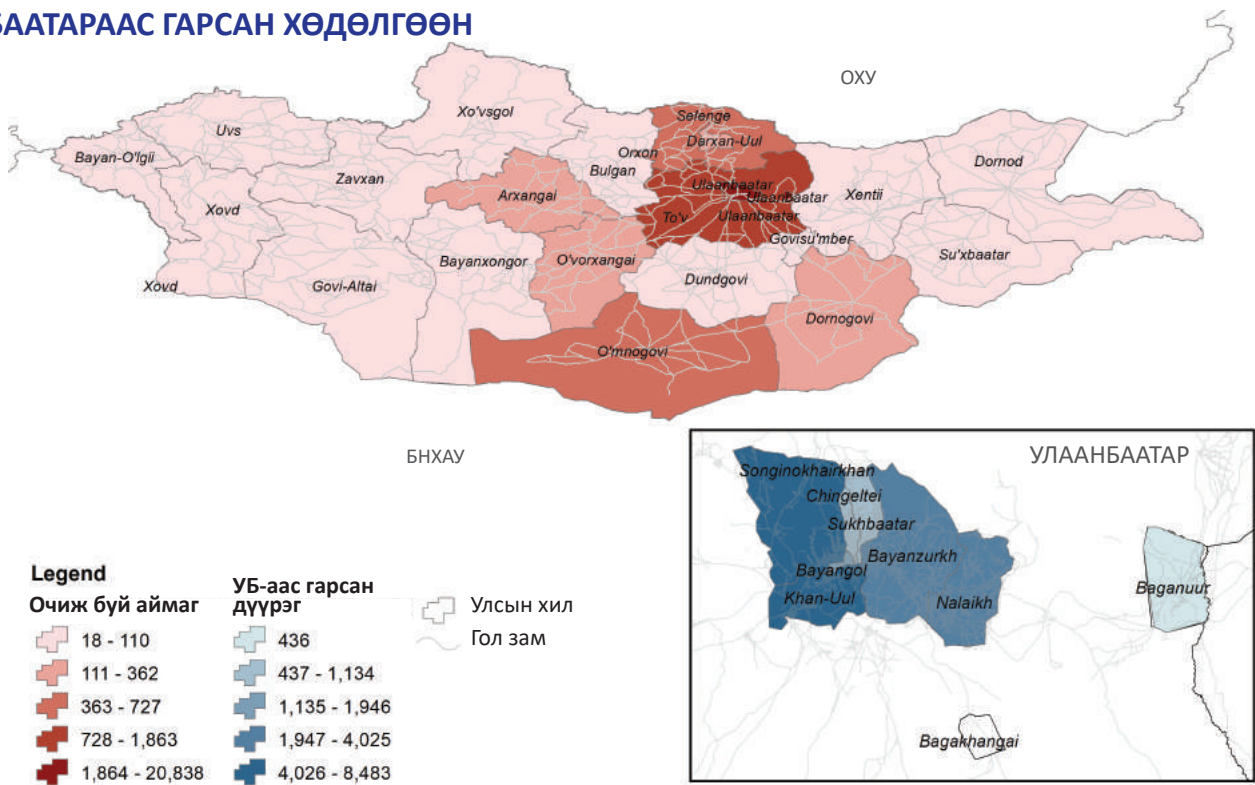 БААТАРААС ГАРСАН ХӨДӨЛГӨӨН
ОХУ
Xo'vsgol
Selenge
Uvs
Darxan-Uul
Bayan-O'lgii
Orxon
Dornod
Bulgan
Zavxan
Ulaanbaatar
Arxangai
Ulaanbaatar
Xentii
Xovd
To'v
Ulaanbaatar
Govisu'mber
Bayanxongor
O'vorxangai
Su'xbaatar
Xovd
Govi-Altai
Dundgovi
Dornogovi
O'mnogovi
БНХАУ
УЛААНБААТАР
Songinokhairkhan
Chingeltei
Sukhbaatar
Bayanzurkh
Bayangol
Khan-Uul
Nalaikh
Baganuur
Bagakhangai
Legend
Очиж буй аймаг
18 - 110
111 - 362
363 - 727
728 - 1,863
1,864 - 20,838
УБ-аас гарсан
дүүрэг
436
437 - 1,134
1,135 - 1,946
1,947 - 4,025
4,026 - 8,483
Улсын хил
Гол зам